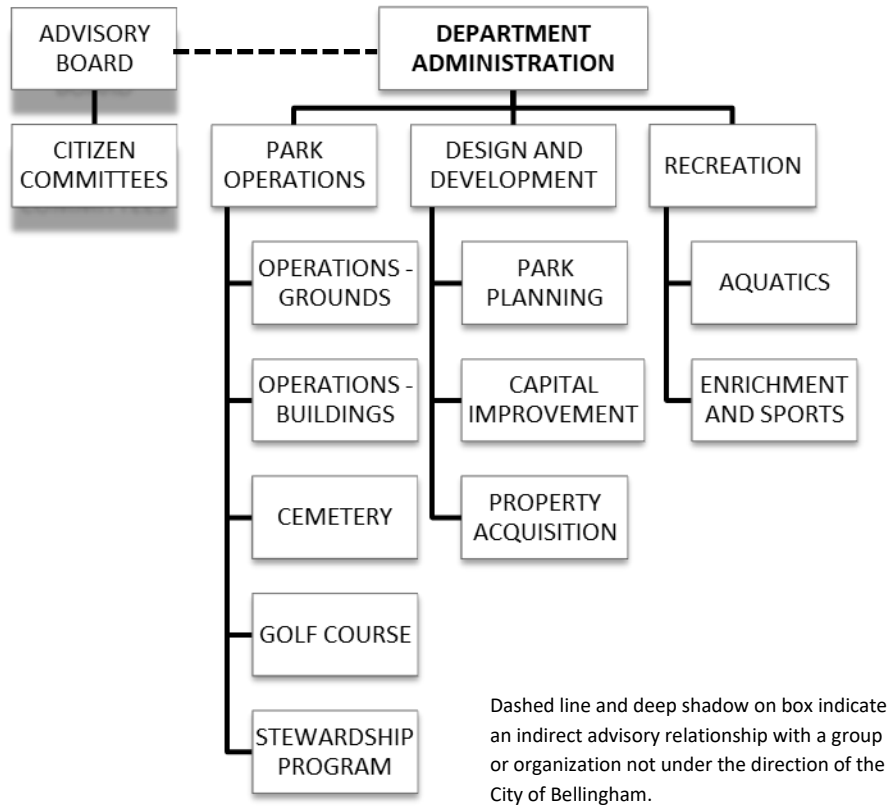 ADVISORY
BOARD
DEPARTMENT
ADMINISTRATION
CITIZEN
COMMITTEES
PARK
OPERATIONS
DESIGN AND
DEVELOPMENT
RECREATION
OPERATIONS -
GROUNDS
PARK
PLANNING
AQUATICS
OPERATIONS -
BUILDINGS
CAPITAL
IMPROVEMENT
ENRICHMENT
AND SPORTS
CEMETERY
PROPERTY
ACQUISITION
GOLF COURSE
STEWARDSHIP
PROGRAM
Dashed line and deep shadow on box indicate
an indirect advisory relationship with a group
or organization not under the direction of the
City of Bellingham.